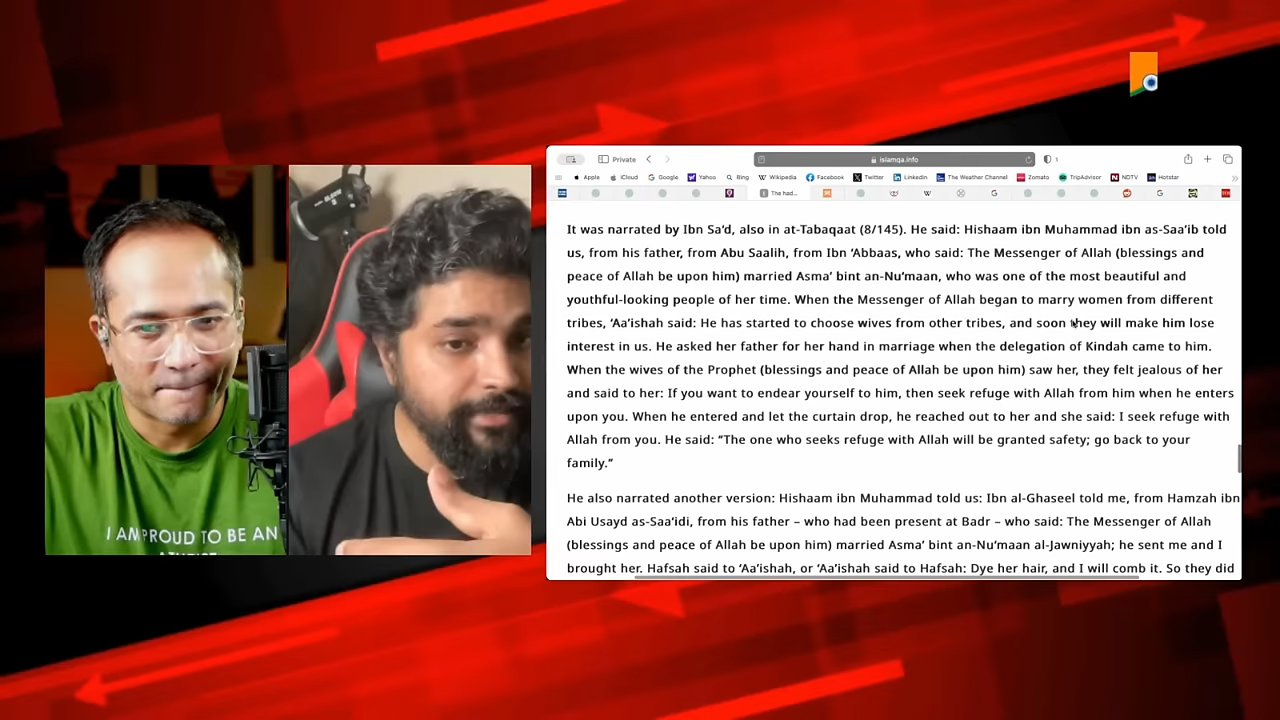 Private
islamqa.info
1
Apple
iCloud
Google
Yahoo
Bing
Wikipedia
Facebook
Twitter
LinkedIn
The Weather Channel
Zomato
TripAdvisor
NDTV
Hotstar
The had...
It was narrated by Ibn Sa‘d, also in at-Tabaqaat (8/145). He said: Hishaam ibn Muhammad ibn as-Saa’ib told
us, from his father, from Abu Saalih, from Ibn ‘Abbaas, who said: The Messenger of Allah (blessings and
peace of Allah be upon him) married Asma’ bint an-Nu‘maan, who was one of the most beautiful and
youthful-looking people of her time. When the Messenger of Allah began to marry women from different
tribes, ‘Aa’ishah said: He has started to choose wives from other tribes, and soon they will make him lose
interest in us. He asked her father for her hand in marriage when the delegation of Kindah came to him.
When the wives of the Prophet (blessings and peace of Allah be upon him) saw her, they felt jealous of her
and said to her: If you want to endear yourself to him, then seek refuge with Allah from him when he enters
upon you. When he entered and let the curtain drop, he reached out to her and she said: I seek refuge with
Allah from you. He said: “The one who seeks refuge with Allah will be granted safety; go back to your
family.”
He also narrated another version: Hishaam ibn Muhammad told us: Ibn al-Ghaseel told me, from Hamzah ibn
Abi Usayd as-Saa‘idi, from his father – who had been present at Badr – who said: The Messenger of Allah
(blessings and peace of Allah be upon him) married Asma’ bint an-Nu‘maan al-Jawniyyah; he sent me and I
brought her. Hafsah said to ‘Aa’ishah, or ‘Aa’ishah said to Hafsah: Dye her hair, and I will comb it. So they did
I AM PROUD TO BE AN